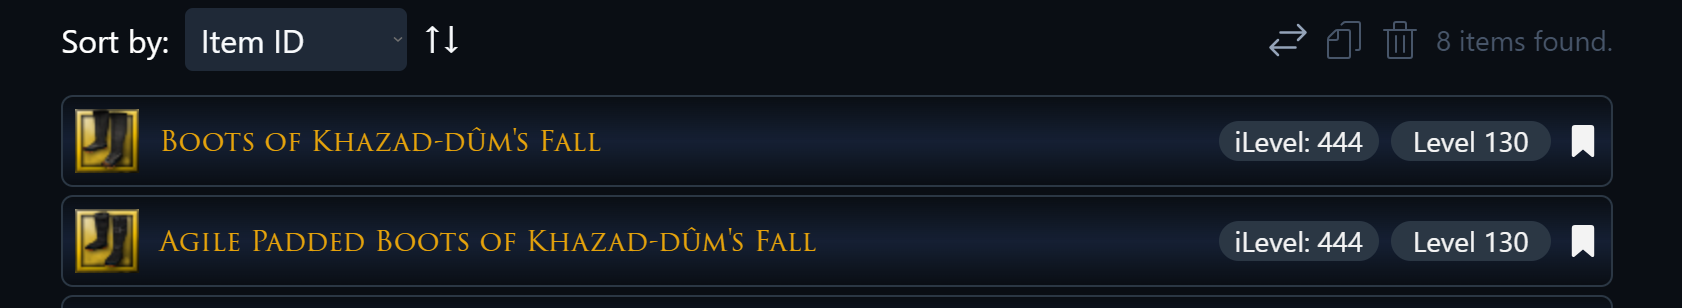 Sort by: Item ID 8 items found.
Boots of Khazad-dûm's Fall iLevel: 444 Level 130
Agile Padded Boots of Khazad-dûm's Fall iLevel: 444 Level 130